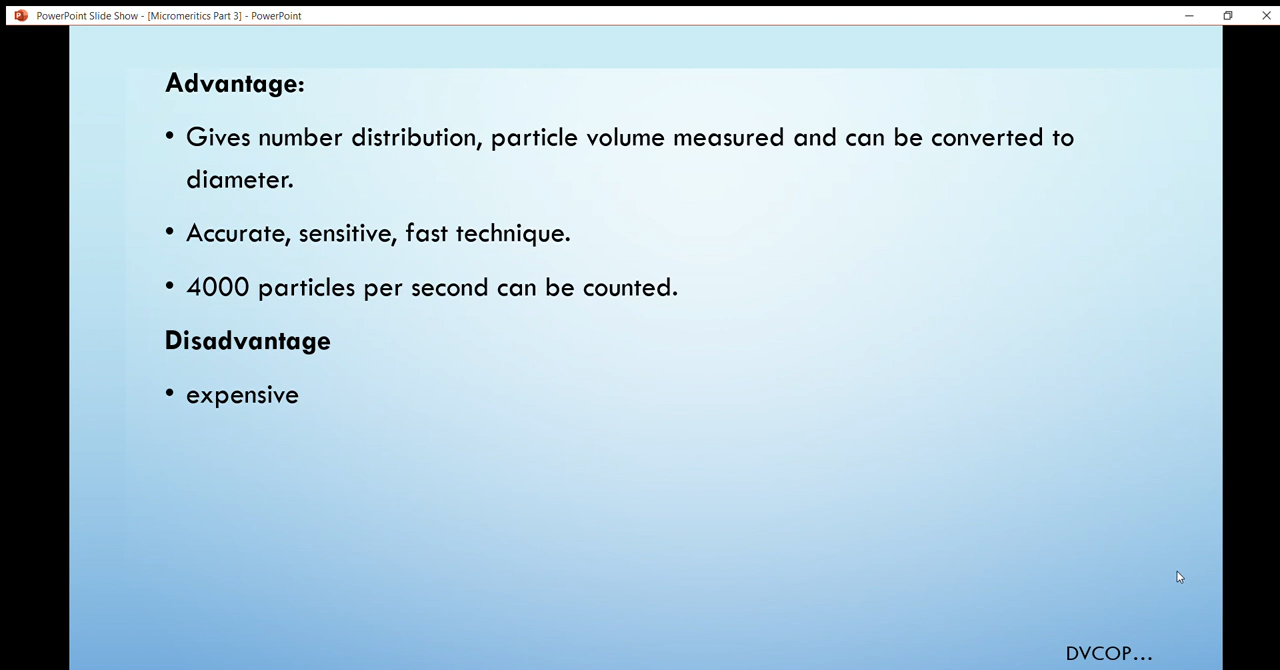 PowerPoint Slide Show - [Micromeritics Part 3] - PowerPoint
Advantage:
• Gives number distribution, particle volume measured and can be converted to
diameter.
• Accurate, sensitive, fast technique.
• 4000 particles per second can be counted.
Disadvantage
• expensive
DVCOP...